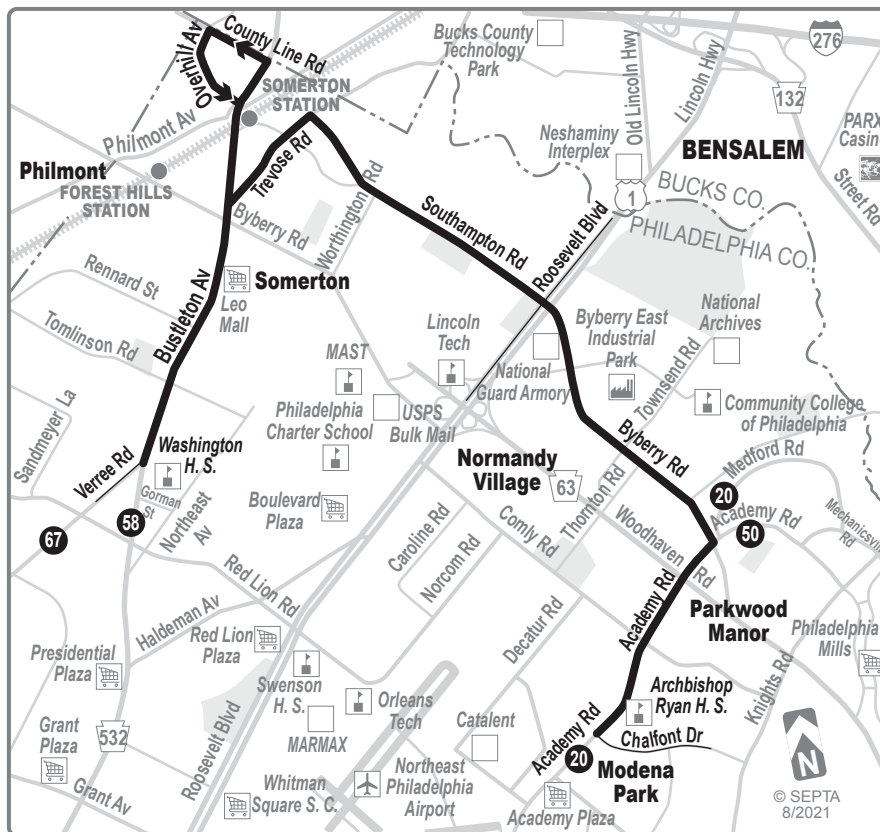 Overhill Av
County Line Rd
Bucks County
Technology
Park
Old Lincoln Hwy
Lincoln Hwy
276
132
SOMERTON
STATION
Philmont Av
Philmont
FOREST HILLS
STATION
Trevose Rd
Byberry Rd
Worthington Rd
Southampton Rd
Neshaminy
Interplex
BENSALEM
PARX
Casino
Street Rd
1
BUCKS CO.
PHILADELPHIA CO.
Roosevelt Blvd
Rennard St
Bustleton Av
Leo
Mall
Somerton
Tomlinson Rd
MAST
Lincoln
Tech
National
Guard Armory
Byberry East
Industrial
Park
National
Archives
Townsend Rd
Philadelphia
Charter School
USPS
Bulk Mail
Community College
of Philadelphia
Sandmeyer La
Verree Rd
Washington
H. S.
Gorman
St
Northeast
Av
Boulevard
Plaza
Normandy
Village
63
Byberry Rd
Thornton Rd
Medford Rd
20
Academy Rd
50
Mechanicsville
Rd
67
58
Caroline Rd
Norcom Rd
Comly Rd
Woodhaven Rd
Red Lion Rd
Haldeman Av
Decatur Rd
Academy Rd
Parkwood
Manor
Philadelphia
Mills
Knights Rd
Presidential
Plaza
Red Lion
Plaza
Swenson
H. S.
MARMAX
Orleans
Tech
Catalent
Archbishop
Ryan H. S.
Academy Rd
Chalfont Dr
20
Modena
Park
Grant
Plaza
532
Grant Av
Roosevelt Blvd
Whitman
Square S. C.
Northeast
Philadelphia
Airport
Academy Plaza
N
© SEPTA
8/2021